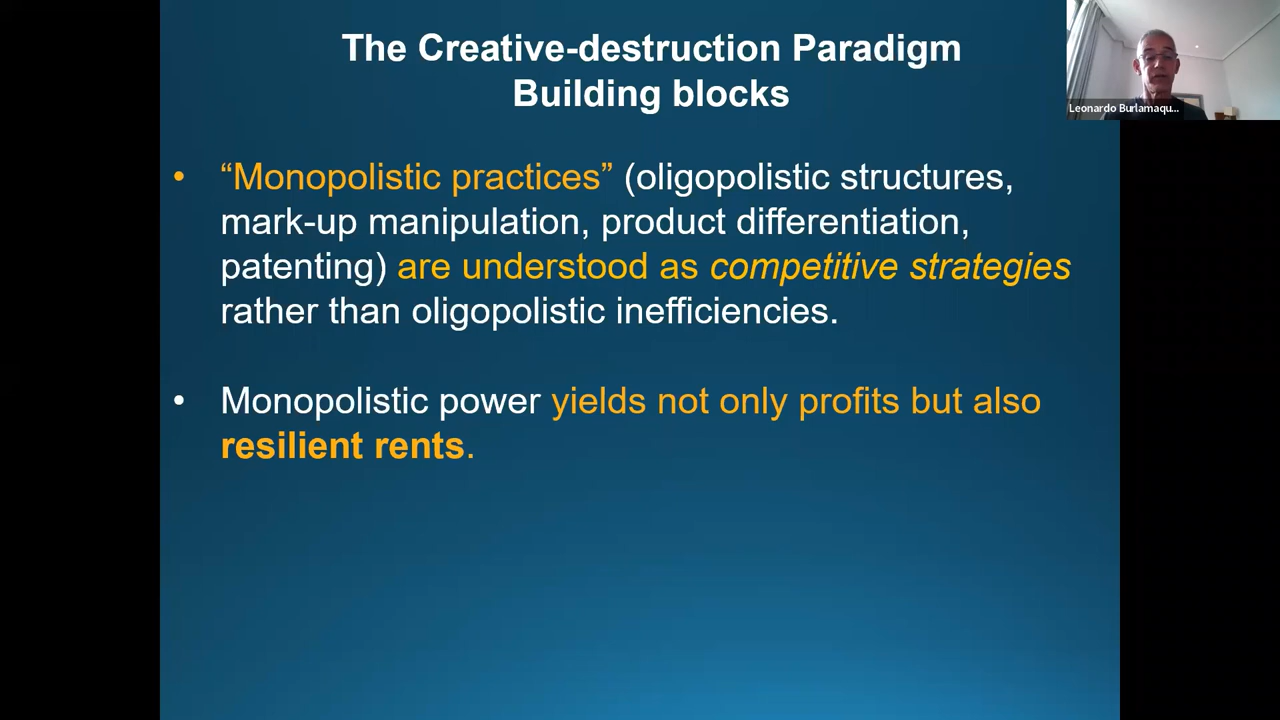 The Creative-destruction Paradigm
Building blocks
Leonardo Burlamaqu...
• “Monopolistic practices” (oligopolistic structures,
mark-up manipulation, product differentiation,
patenting) are understood as competitive strategies
rather than oligopolistic inefficiencies.
• Monopolistic power yields not only profits but also
resilient rents.